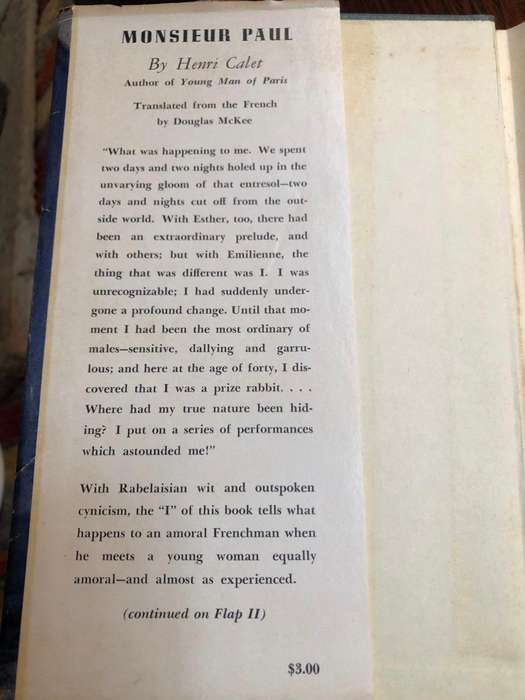 MONSIEUR PAUL
By Henri Calet
Author of Young Man of Paris
Translated from the French
by Douglas McKee
"What was happening to me. We spent
two days and two nights holed up in the
unvarying gloom of that entresol—two
days and nights cut off from the out-
side world. With Esther, too, there had
been an extraordinary prelude, and
with others; but with Emilienne, the
thing that was different was I. I was
unrecognizable; I had suddenly under-
gone a profound change. Until that mo-
ment I had been the most ordinary of
males—sensitive, dallying and garru-
lous; and here at the age of forty, I dis-
covered that I was a prize rabbit. . . .
Where had my true nature been hid-
ing? I put on a series of performances
which astounded me!"
With Rabelaisian wit and outspoken
cynicism, the "I" of this book tells what
happens to an amoral Frenchman when
he meets a young woman equally
amoral—and almost as experienced.
(continued on Flap II)
$3.00